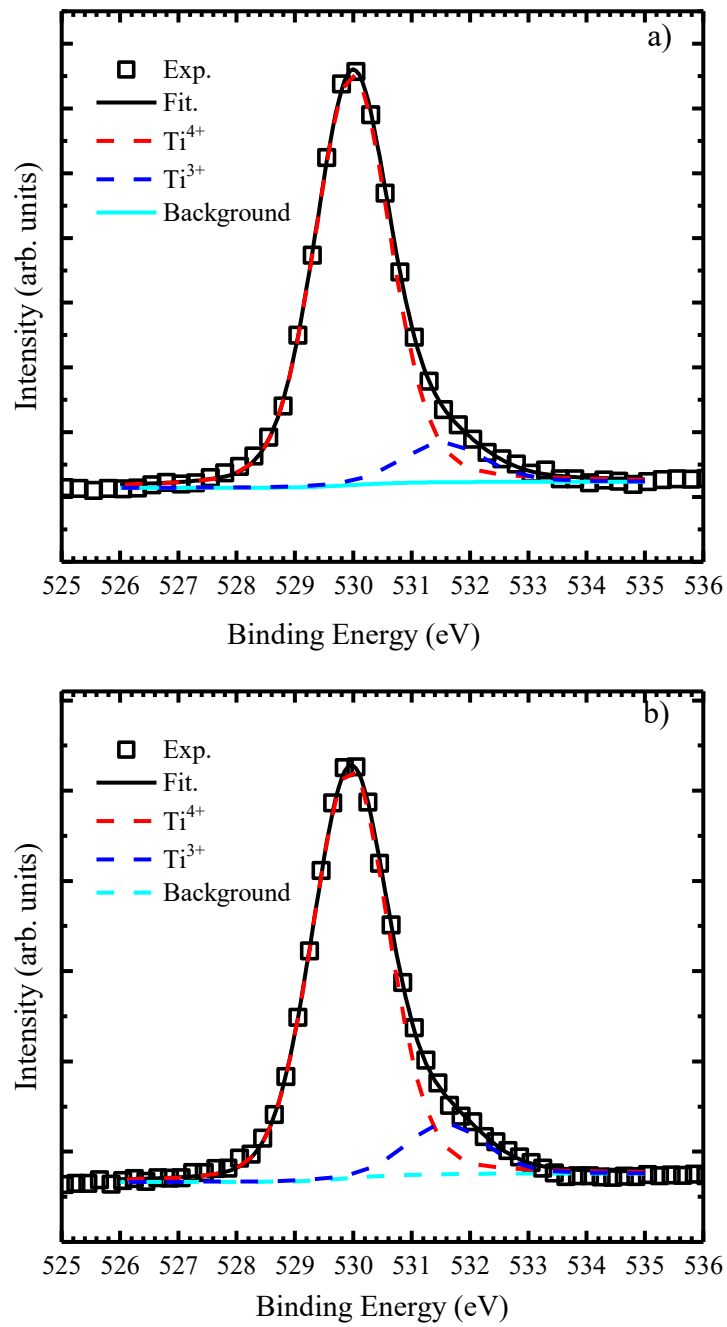 a)
Exp.
Fit.
Ti⁴⁺
Ti³⁺
Background
Intensity (arb. units)
525 526 527 528 529 530 531 532 533 534 535 536
Binding Energy (eV)
b)
Exp.
Fit.
Ti⁴⁺
Ti³⁺
Background
Intensity (arb. units)
525 526 527 528 529 530 531 532 533 534 535 536
Binding Energy (eV)